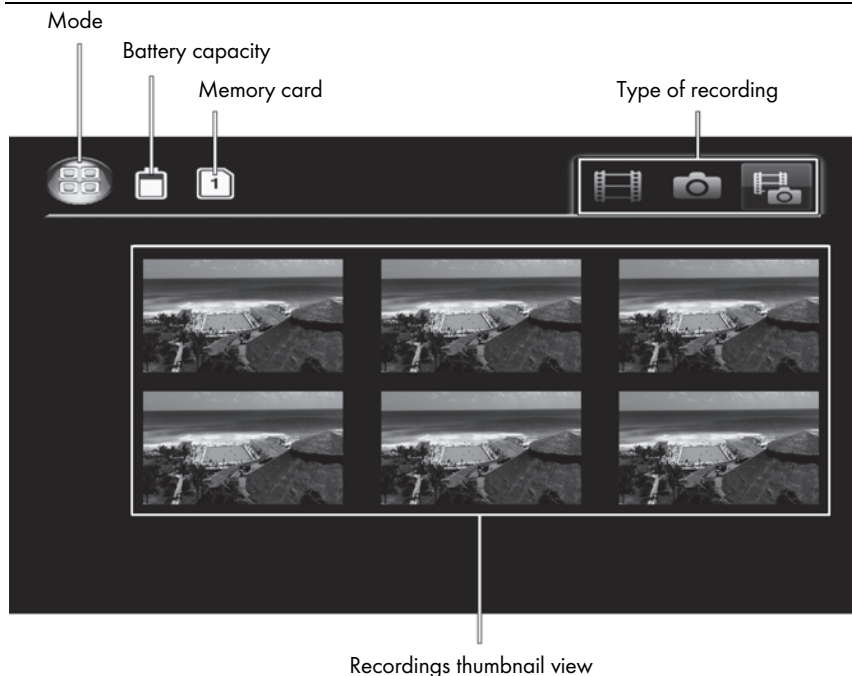 Mode
Battery capacity
Memory card
Type of recording
1
Recordings thumbnail view